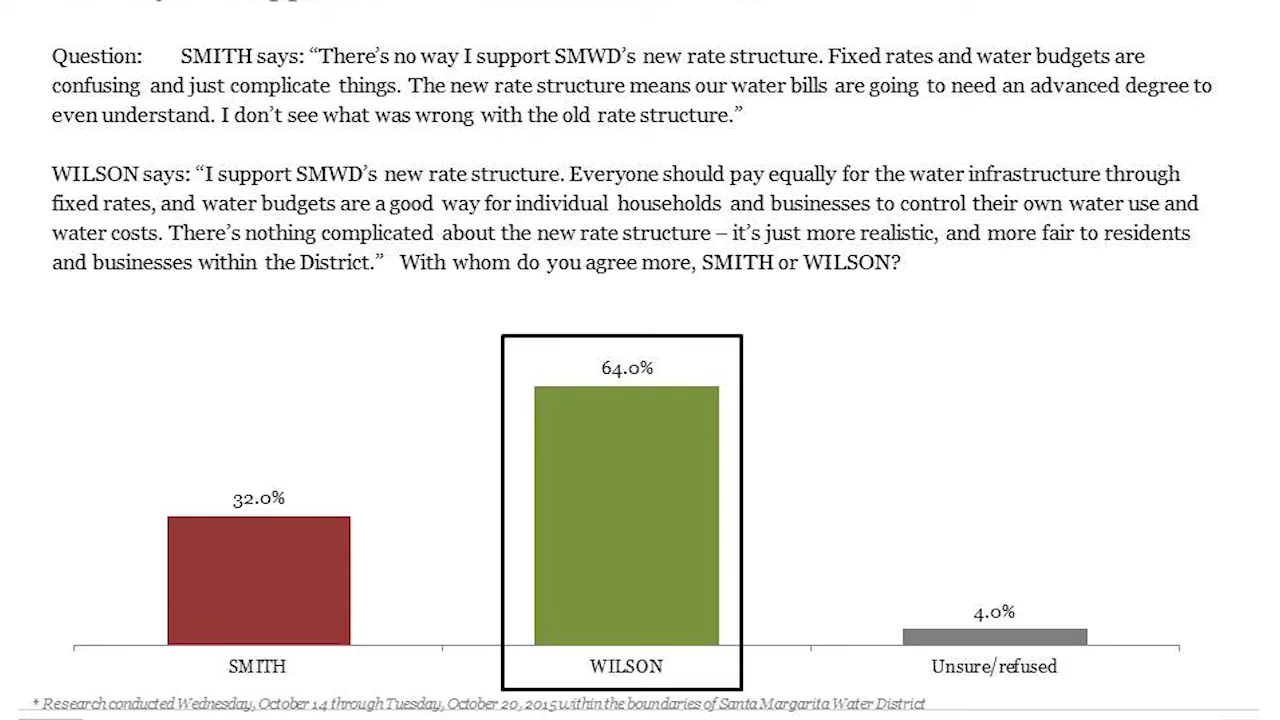 Question: SMITH says: “There’s no way I support SMWD’s new rate structure. Fixed rates and water budgets are
confusing and just complicate things. The new rate structure means our water bills are going to need an advanced degree to
even understand. I don’t see what was wrong with the old rate structure.”
WILSON says: “I support SMWD’s new rate structure. Everyone should pay equally for the water infrastructure through
fixed rates, and water budgets are a good way for individual households and businesses to control their own water use and
water costs. There’s nothing complicated about the new rate structure – it’s just more realistic, and more fair to residents
and businesses within the District.” With whom do you agree more, SMITH or WILSON?
64.0%
32.0%
4.0%
SMITH WILSON Unsure/refused
* Research conducted Wednesday, October 14 through Tuesday, October 20, 2015 within the boundaries of Santa Margarita Water District